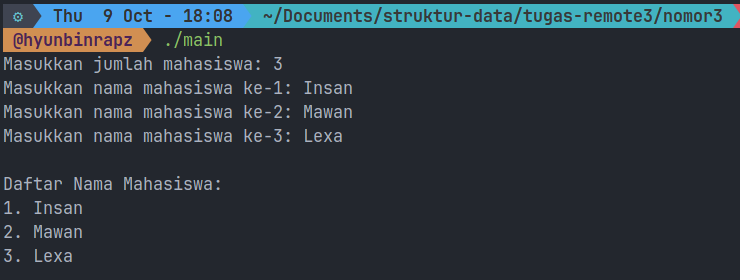 Thu 9 Oct - 18:08 ~/Documents/struktur-data/tugas-remote3/nomor3
@hyunbinrapz ./main
Masukkan jumlah mahasiswa: 3
Masukkan nama mahasiswa ke-1: Insan
Masukkan nama mahasiswa ke-2: Mawan
Masukkan nama mahasiswa ke-3: Lexa

Daftar Nama Mahasiswa:
1. Insan
2. Mawan
3. Lexa